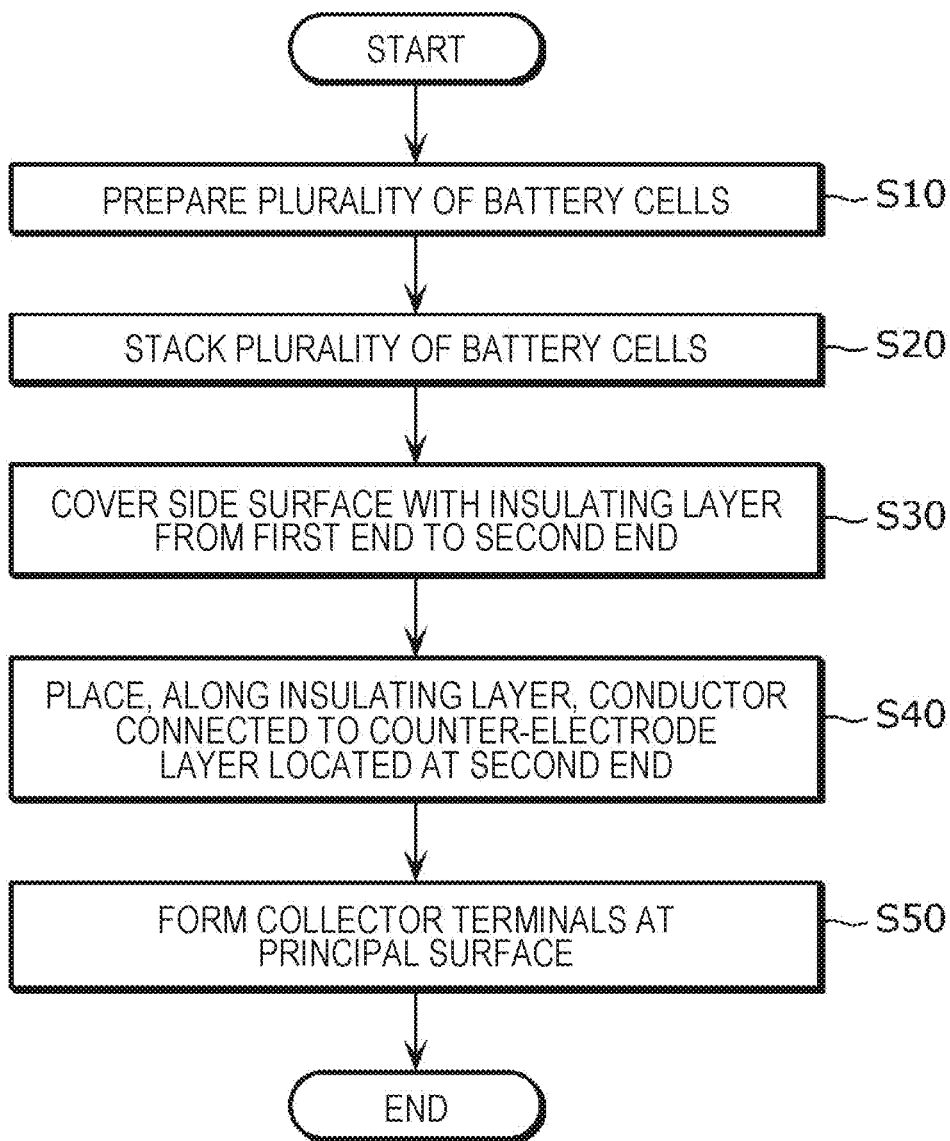 START
PREPARE PLURALITY OF BATTERY CELLS
S10
STACK PLURALITY OF BATTERY CELLS
S20
COVER SIDE SURFACE WITH INSULATING LAYER
FROM FIRST END TO SECOND END
S30
PLACE, ALONG INSULATING LAYER, CONDUCTOR
CONNECTED TO COUNTER-ELECTRODE
LAYER LOCATED AT SECOND END
S40
FORM COLLECTOR TERMINALS AT
PRINCIPAL SURFACE
S50
END